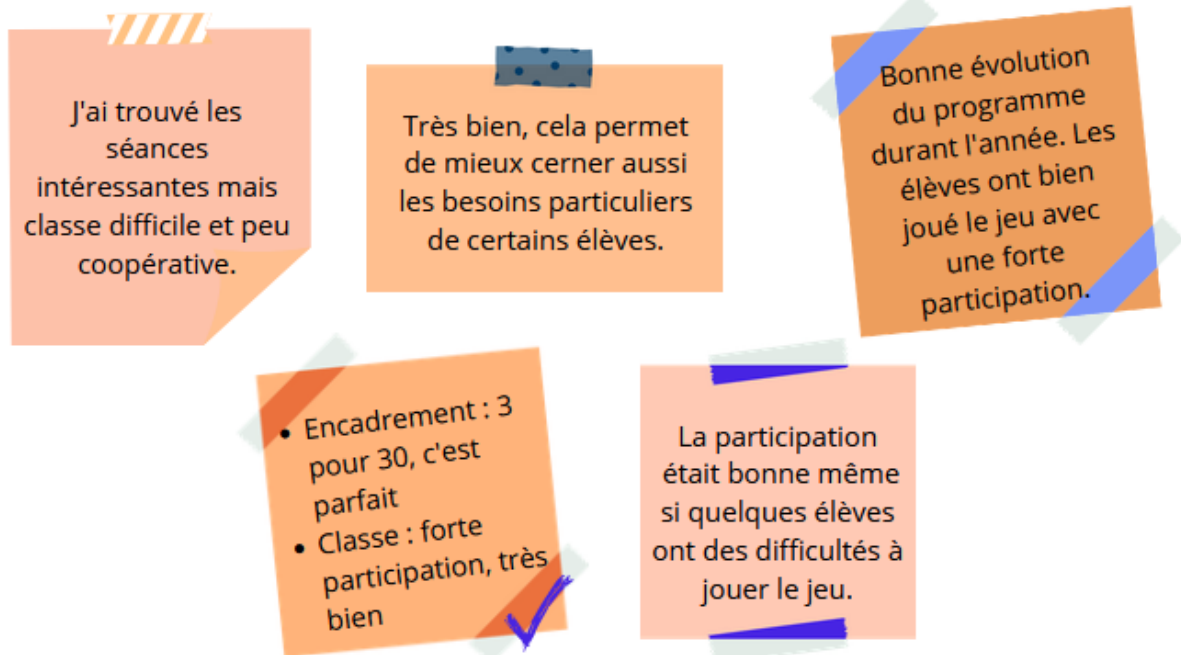 J'ai trouvé les
séances
intéressantes mais
classe difficile et peu
coopérative.
Très bien, cela permet
de mieux cerner aussi
les besoins particuliers
de certains élèves.
Bonne évolution
du programme
durant l'année. Les
élèves ont bien
joué le jeu avec
une forte
participation.
• Encadrement : 3
pour 30, c'est
parfait
• Classe : forte
participation, très
bien
La participation
était bonne même
si quelques élèves
ont des difficultés à
jouer le jeu.